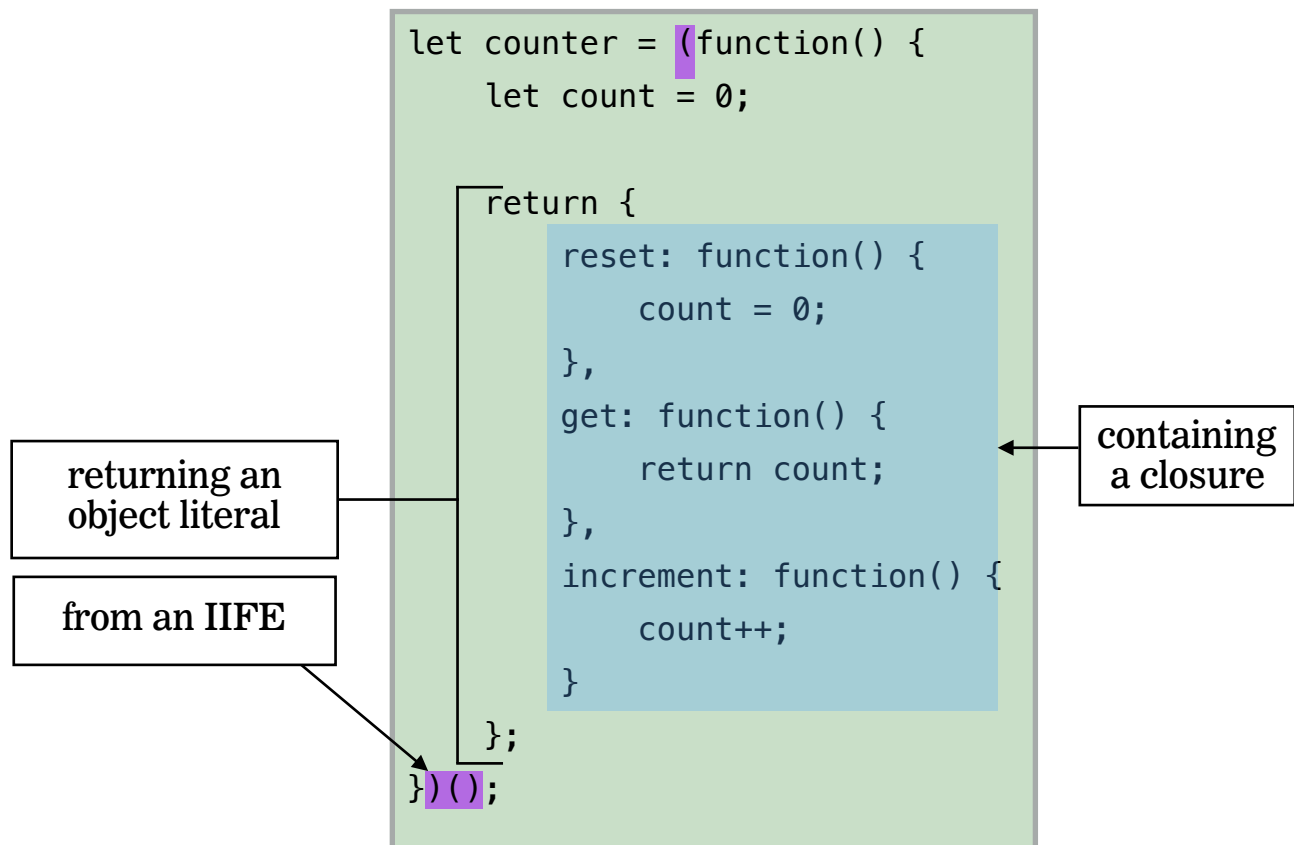 let counter = (function() {
    let count = 0;
    return {
        reset: function() {
            count = 0;
        },
        get: function() {
            return count;
        },
        increment: function() {
            count++;
        }
    };
})();
returning an
object literal
from an IIFE
containing
a closure